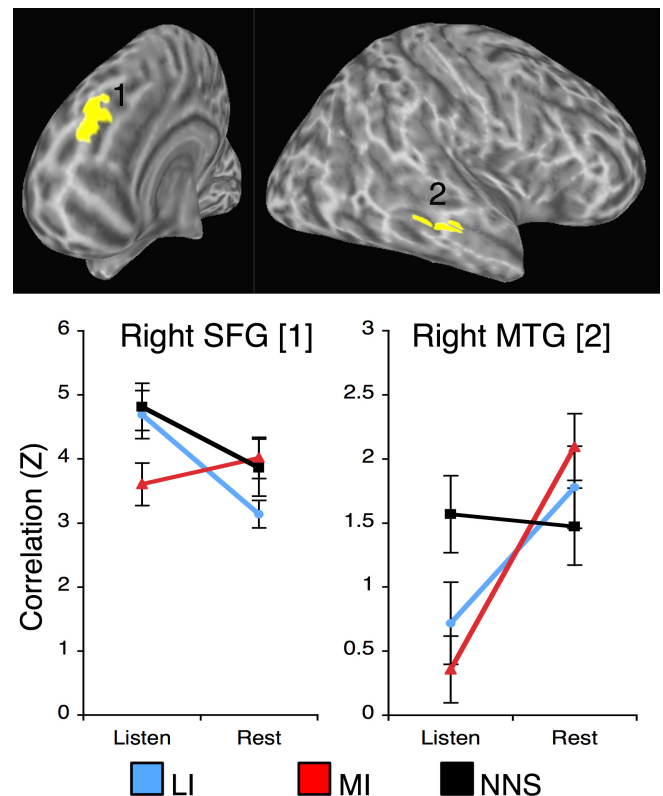 1
2
Right SFG [1]
Right MTG [2]
Correlation (Z)
6
5
4
3
2
1
0
Listen
Rest
3
2.5
2
1.5
1
0.5
0
Listen
Rest
LI
MI
NNS